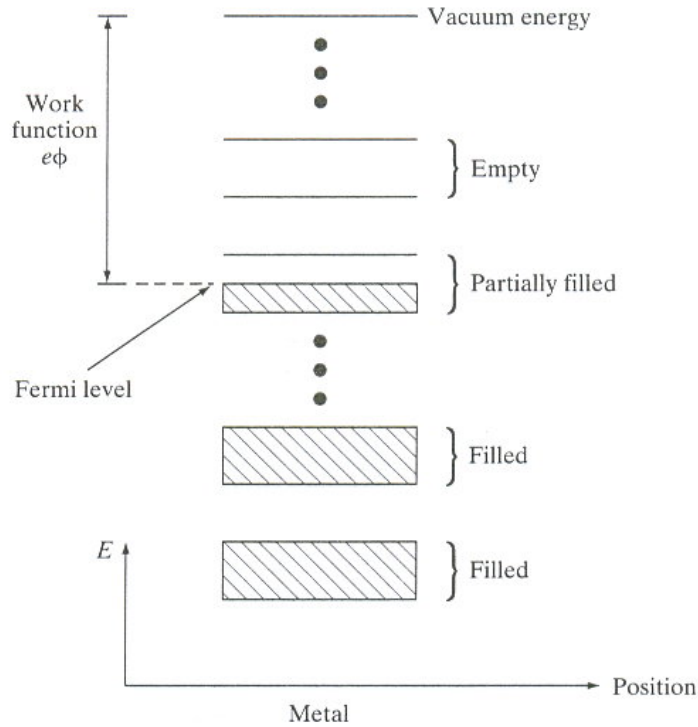 Vacuum energy
Work
function
eϕ
Empty
Partially filled
Fermi level
Filled
E
Filled
Position
Metal